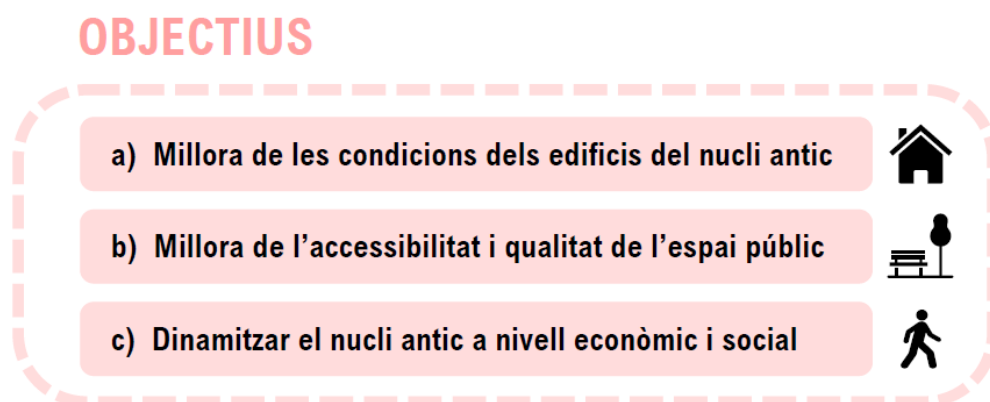 OBJECTIUS
a) Millora de les condicions dels edificis del nucli antic
b) Millora de l’accessibilitat i qualitat de l’espai públic
c) Dinamitzar el nucli antic a nivell econòmic i social